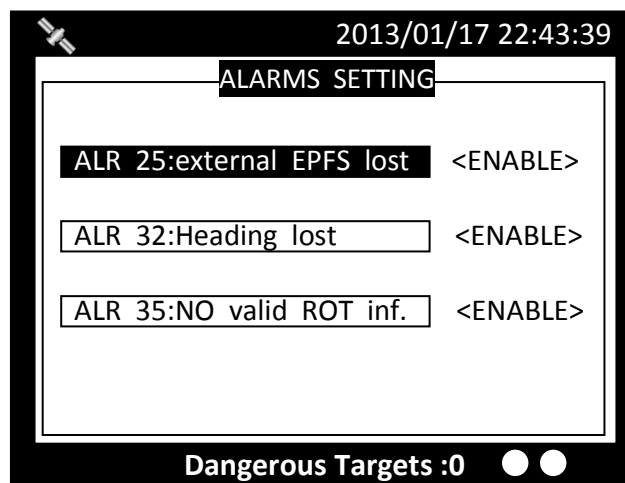 2013/01/17 22:43:39
ALARMS SETTING
ALR 25:external EPFS lost <ENABLE>
ALR 32:Heading lost <ENABLE>
ALR 35:NO valid ROT inf. <ENABLE>
Dangerous Targets :0